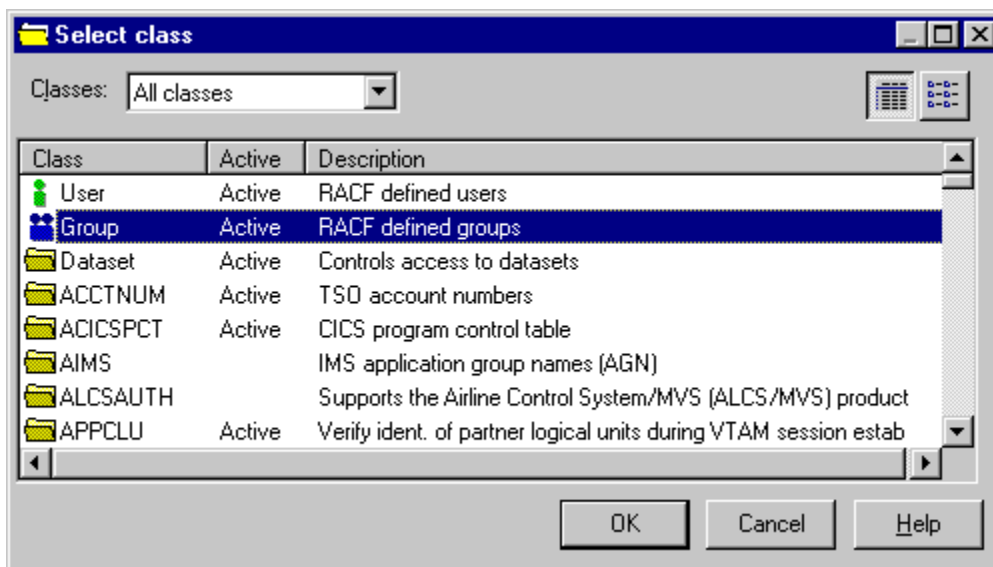 Select class
Classes: All classes
Class Active Description
User Active RACF defined users
Group Active RACF defined groups
Dataset Active Controls access to datasets
ACCTNUM Active TSO account numbers
ACICSPCT Active CICS program control table
AIMS IMS application group names (AGN)
ALCSAUTH Supports the Airline Control System/MVS (ALCS/MVS) product
APPCLU Active Verify ident. of partner logical units during VTAM session estab
OK Cancel Help